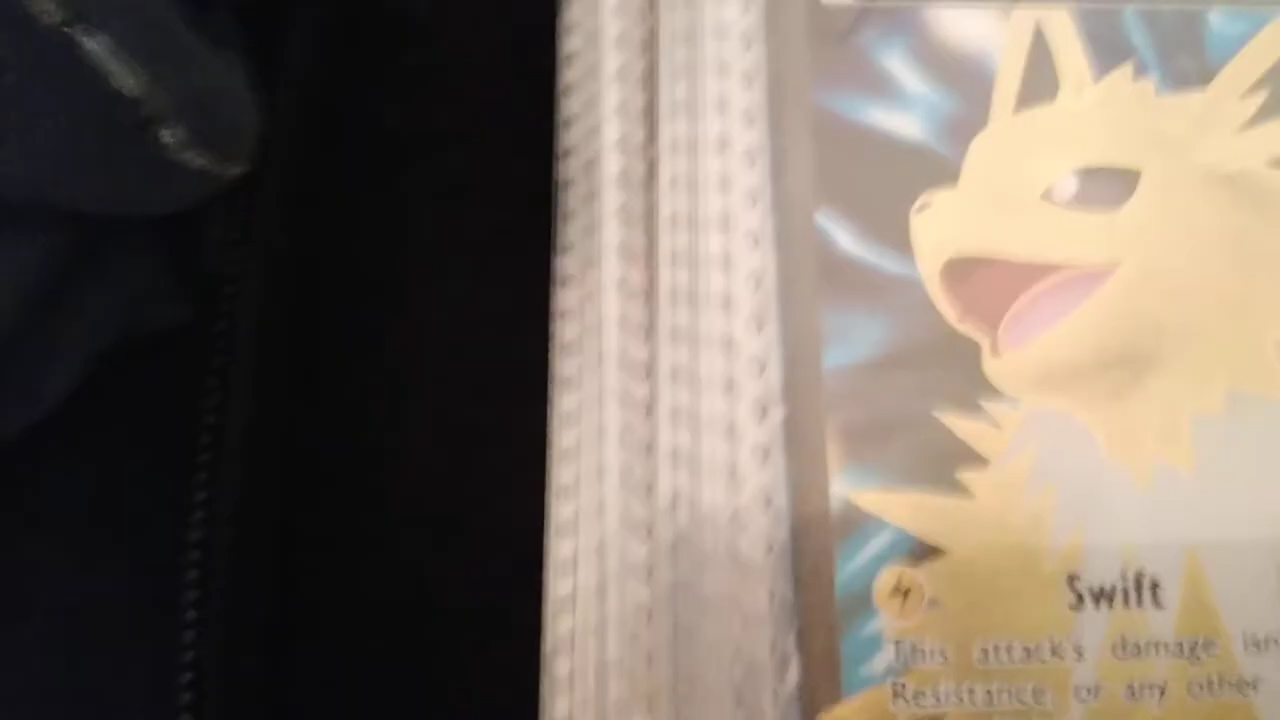 Swift
This attack's damage isn
Resistance, or any other